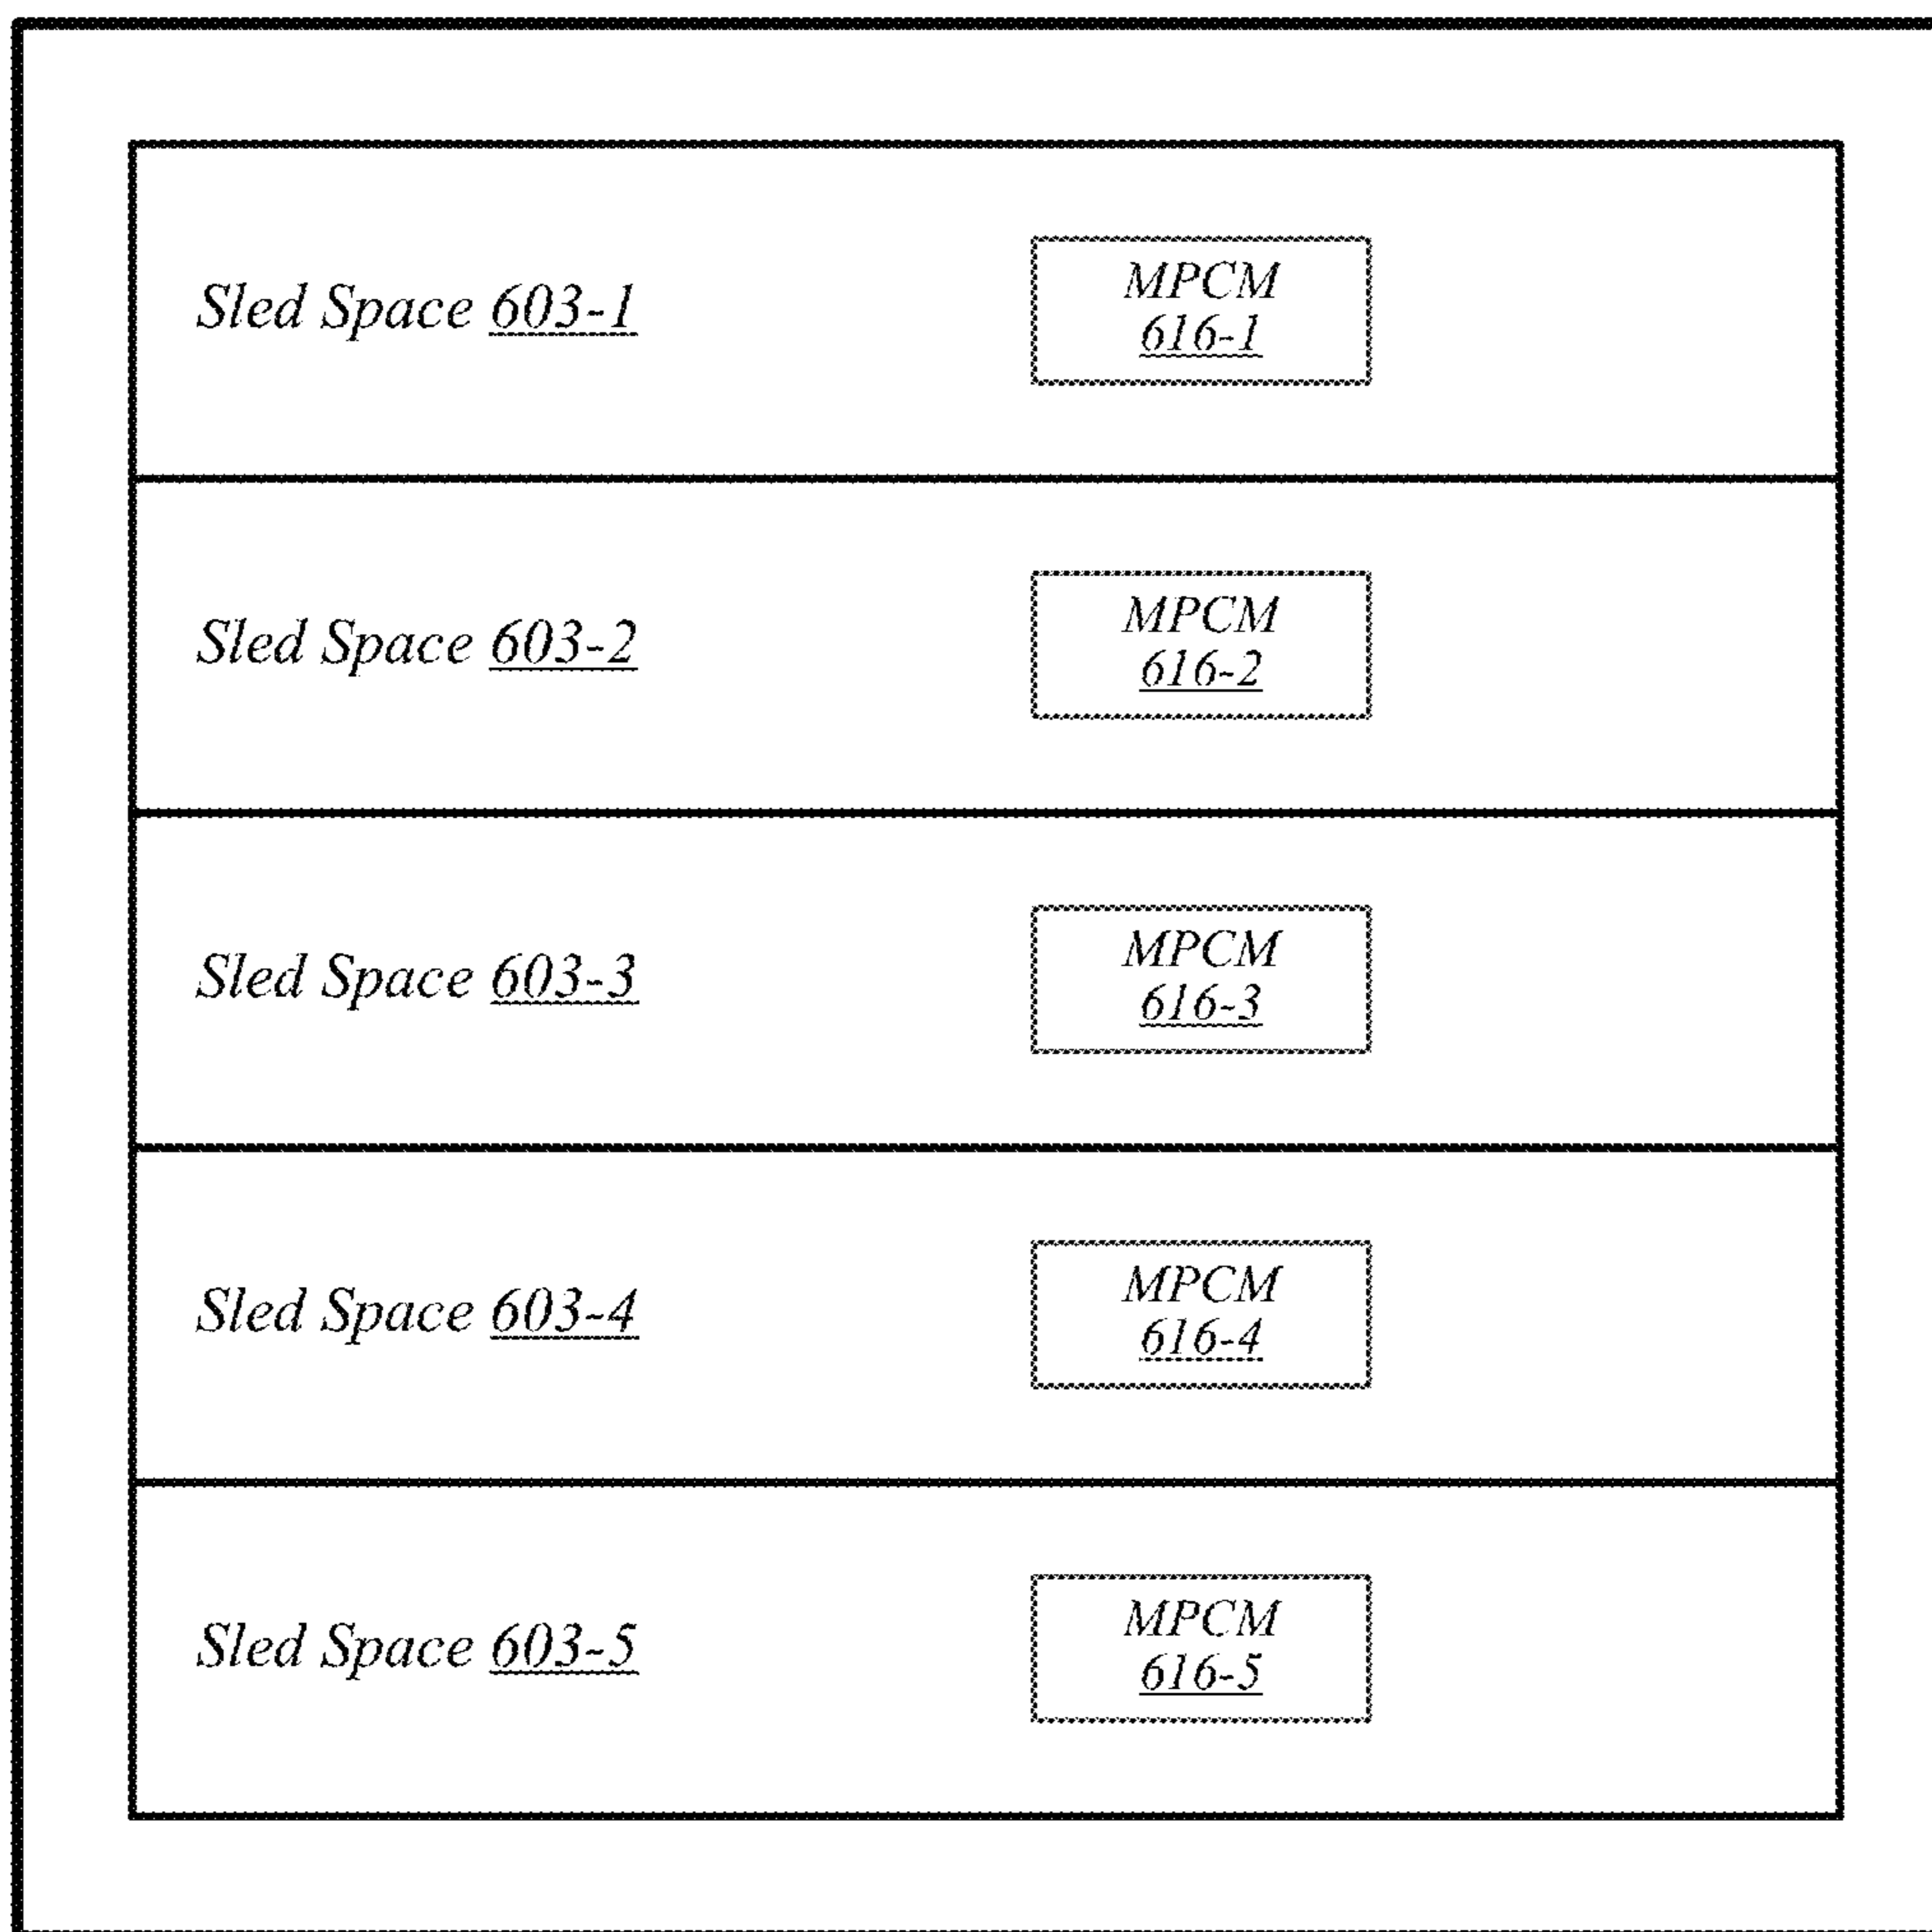 Sled Space 603-1
MPCM
616-1
Sled Space 603-2
MPCM
616-2
Sled Space 603-3
MPCM
616-3
Sled Space 603-4
MPCM
616-4
Sled Space 603-5
MPCM
616-5